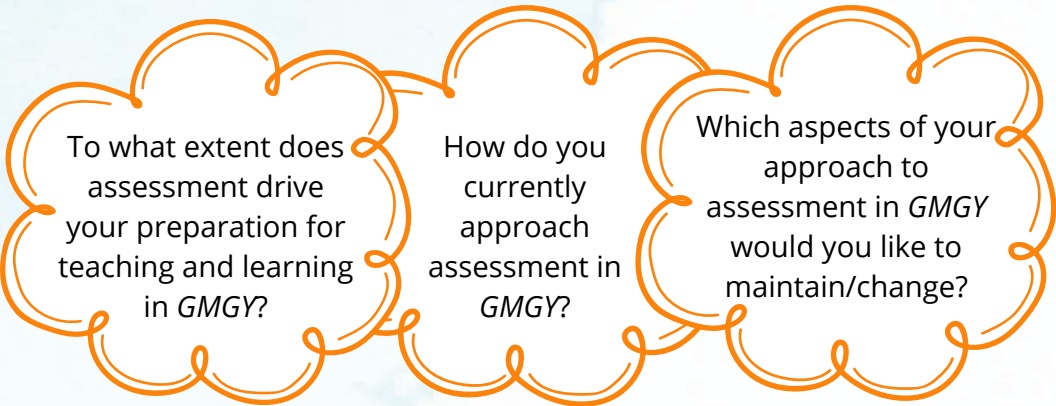 To what extent does
assessment drive
your preparation for
teaching and learning
in GMGY?
How do you
currently
approach
assessment in
GMGY?
Which aspects of your
approach to
assessment in GMGY
would you like to
maintain/change?